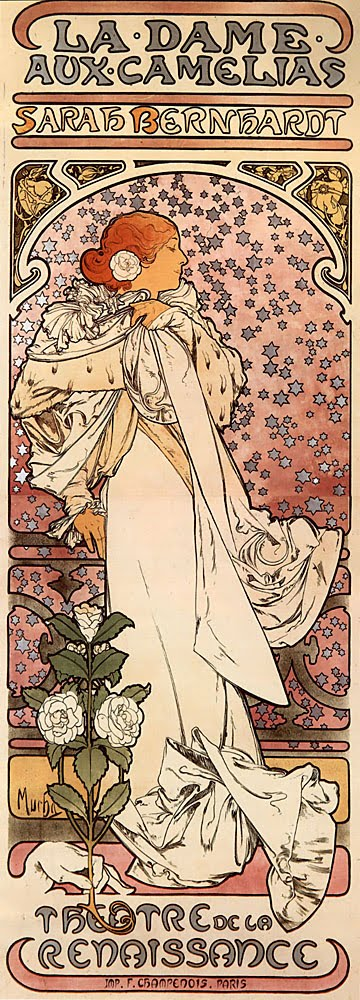 LA · DAME ·
AUX · CAMELIAS
SARAH BERNHARDT
Mucha
THEATRE DE LA
RENAISSANCE
IMP. F. CHAMPENOIS. PARIS